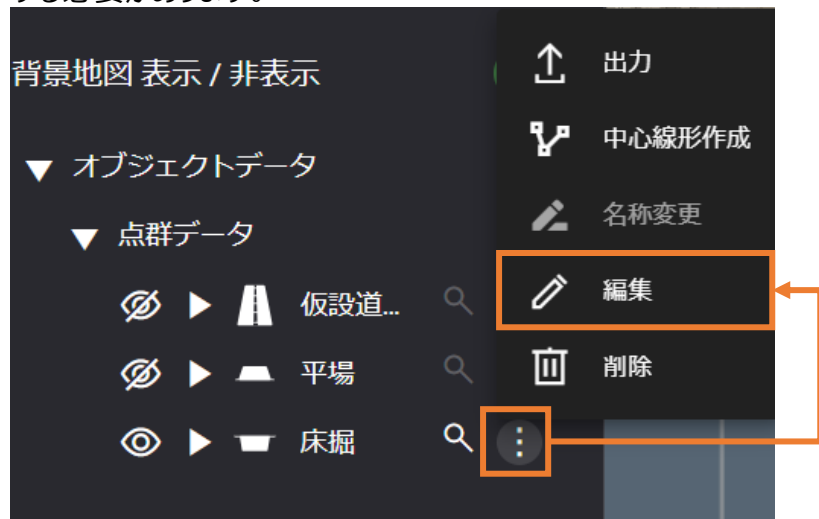 背景地図 表示 / 非表示
オブジェクトデータ
点群データ
仮設道...
平場
床掘
出力
中心線形作成
名称変更
編集
削除